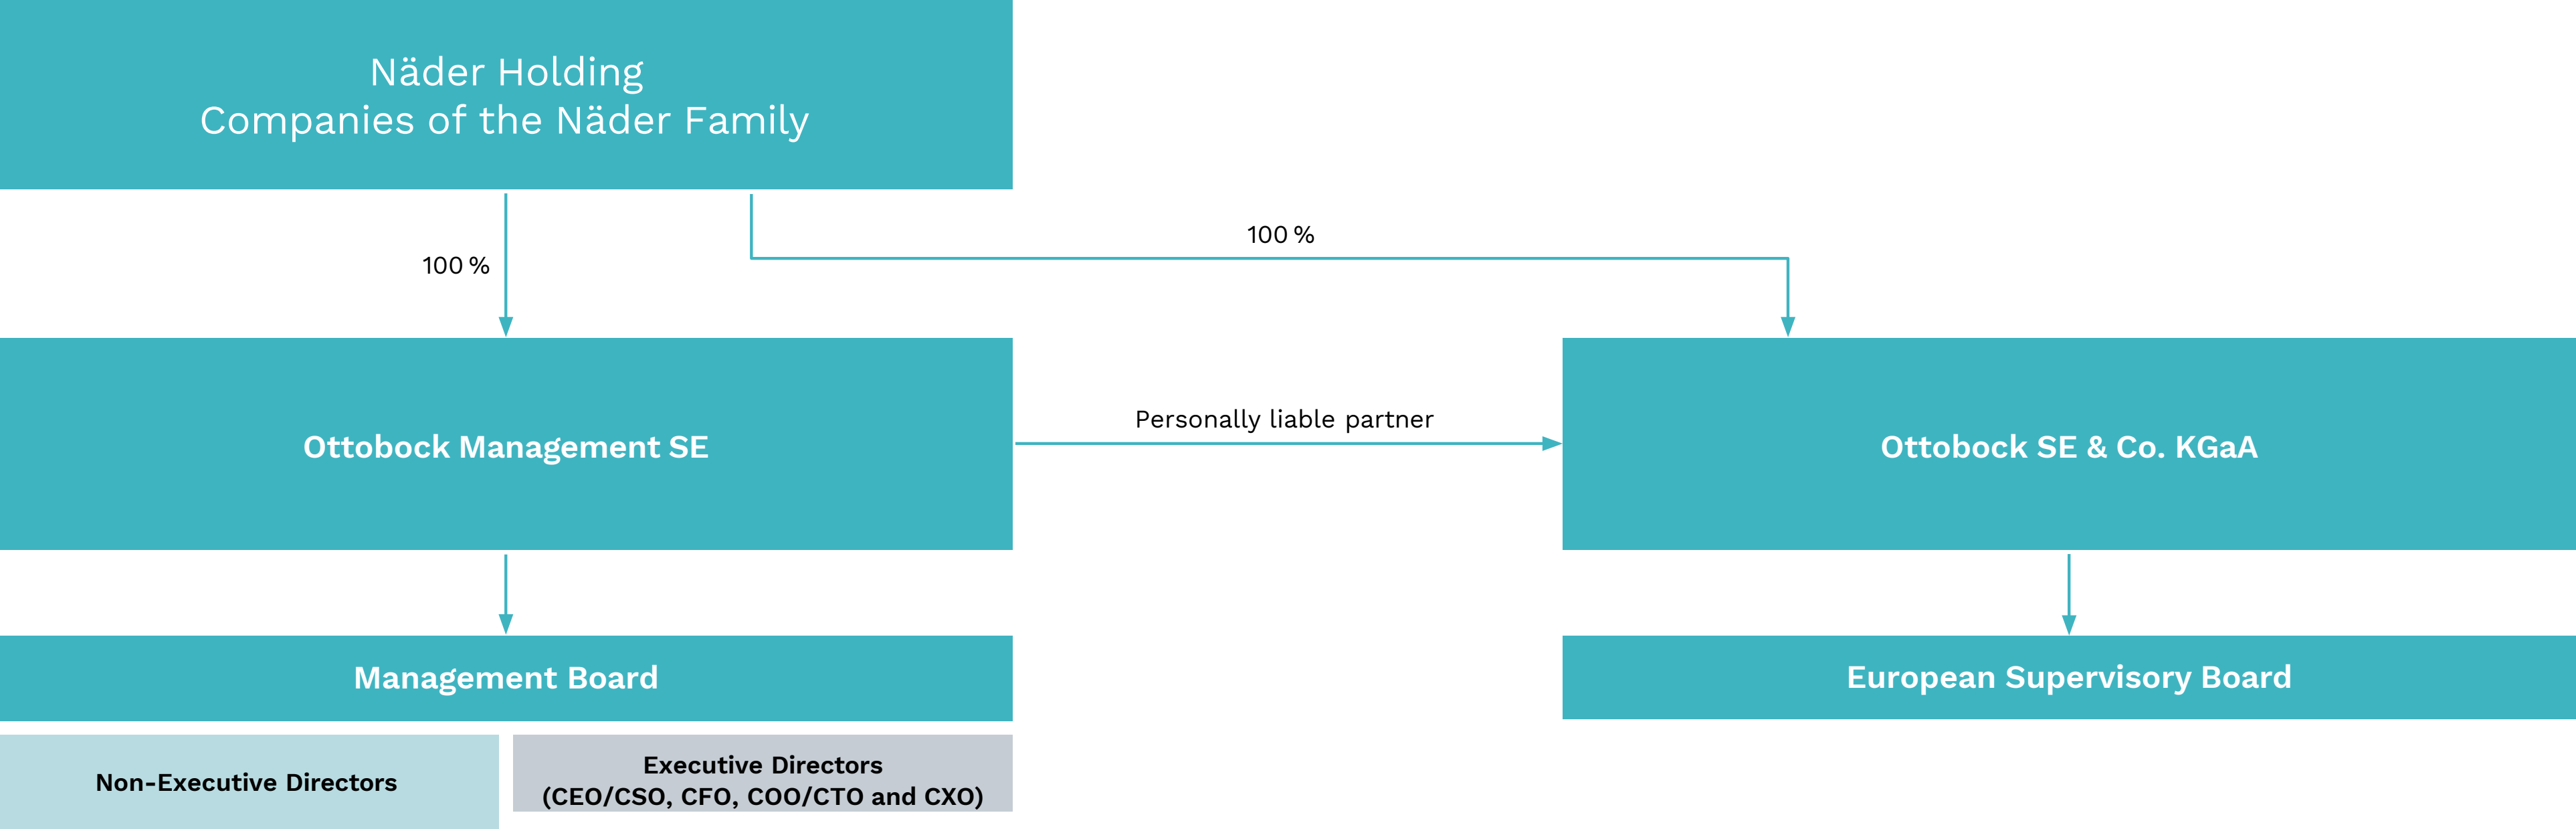 Näder Holding
Companies of the Näder Family
100 %
100 %
Ottobock Management SE
Personally liable partner
Ottobock SE & Co. KGaA
Management Board
European Supervisory Board
Non-Executive Directors
Executive Directors
(CEO/CSO, CFO, COO/CTO and CXO)